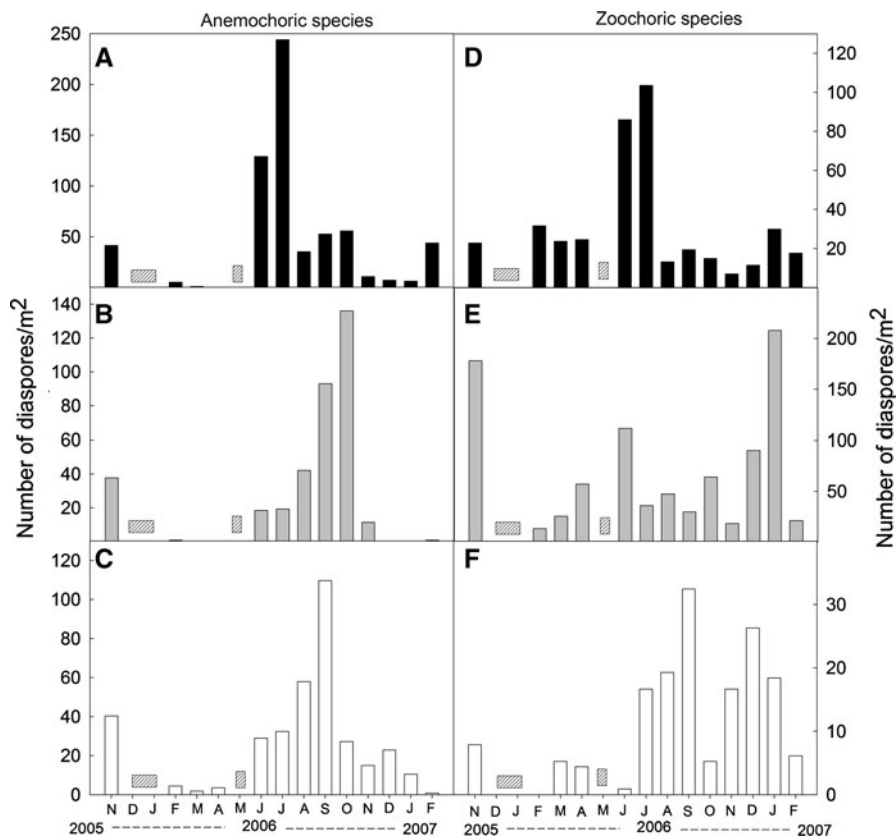 Anemochoric species
Zoochoric species
A
250
200
150
100
50
D
120
100
80
60
40
20
B
140
120
100
80
60
40
20
E
200
150
100
50
C
120
100
80
60
40
20
0
F
30
20
10
0
Number of diaspores/m2
Number of diaspores/m2
N D J F M A M J J A S O N D J F
N D J F M A M J J A S O N D J F
2005 2006 2007
2005 2006 2007